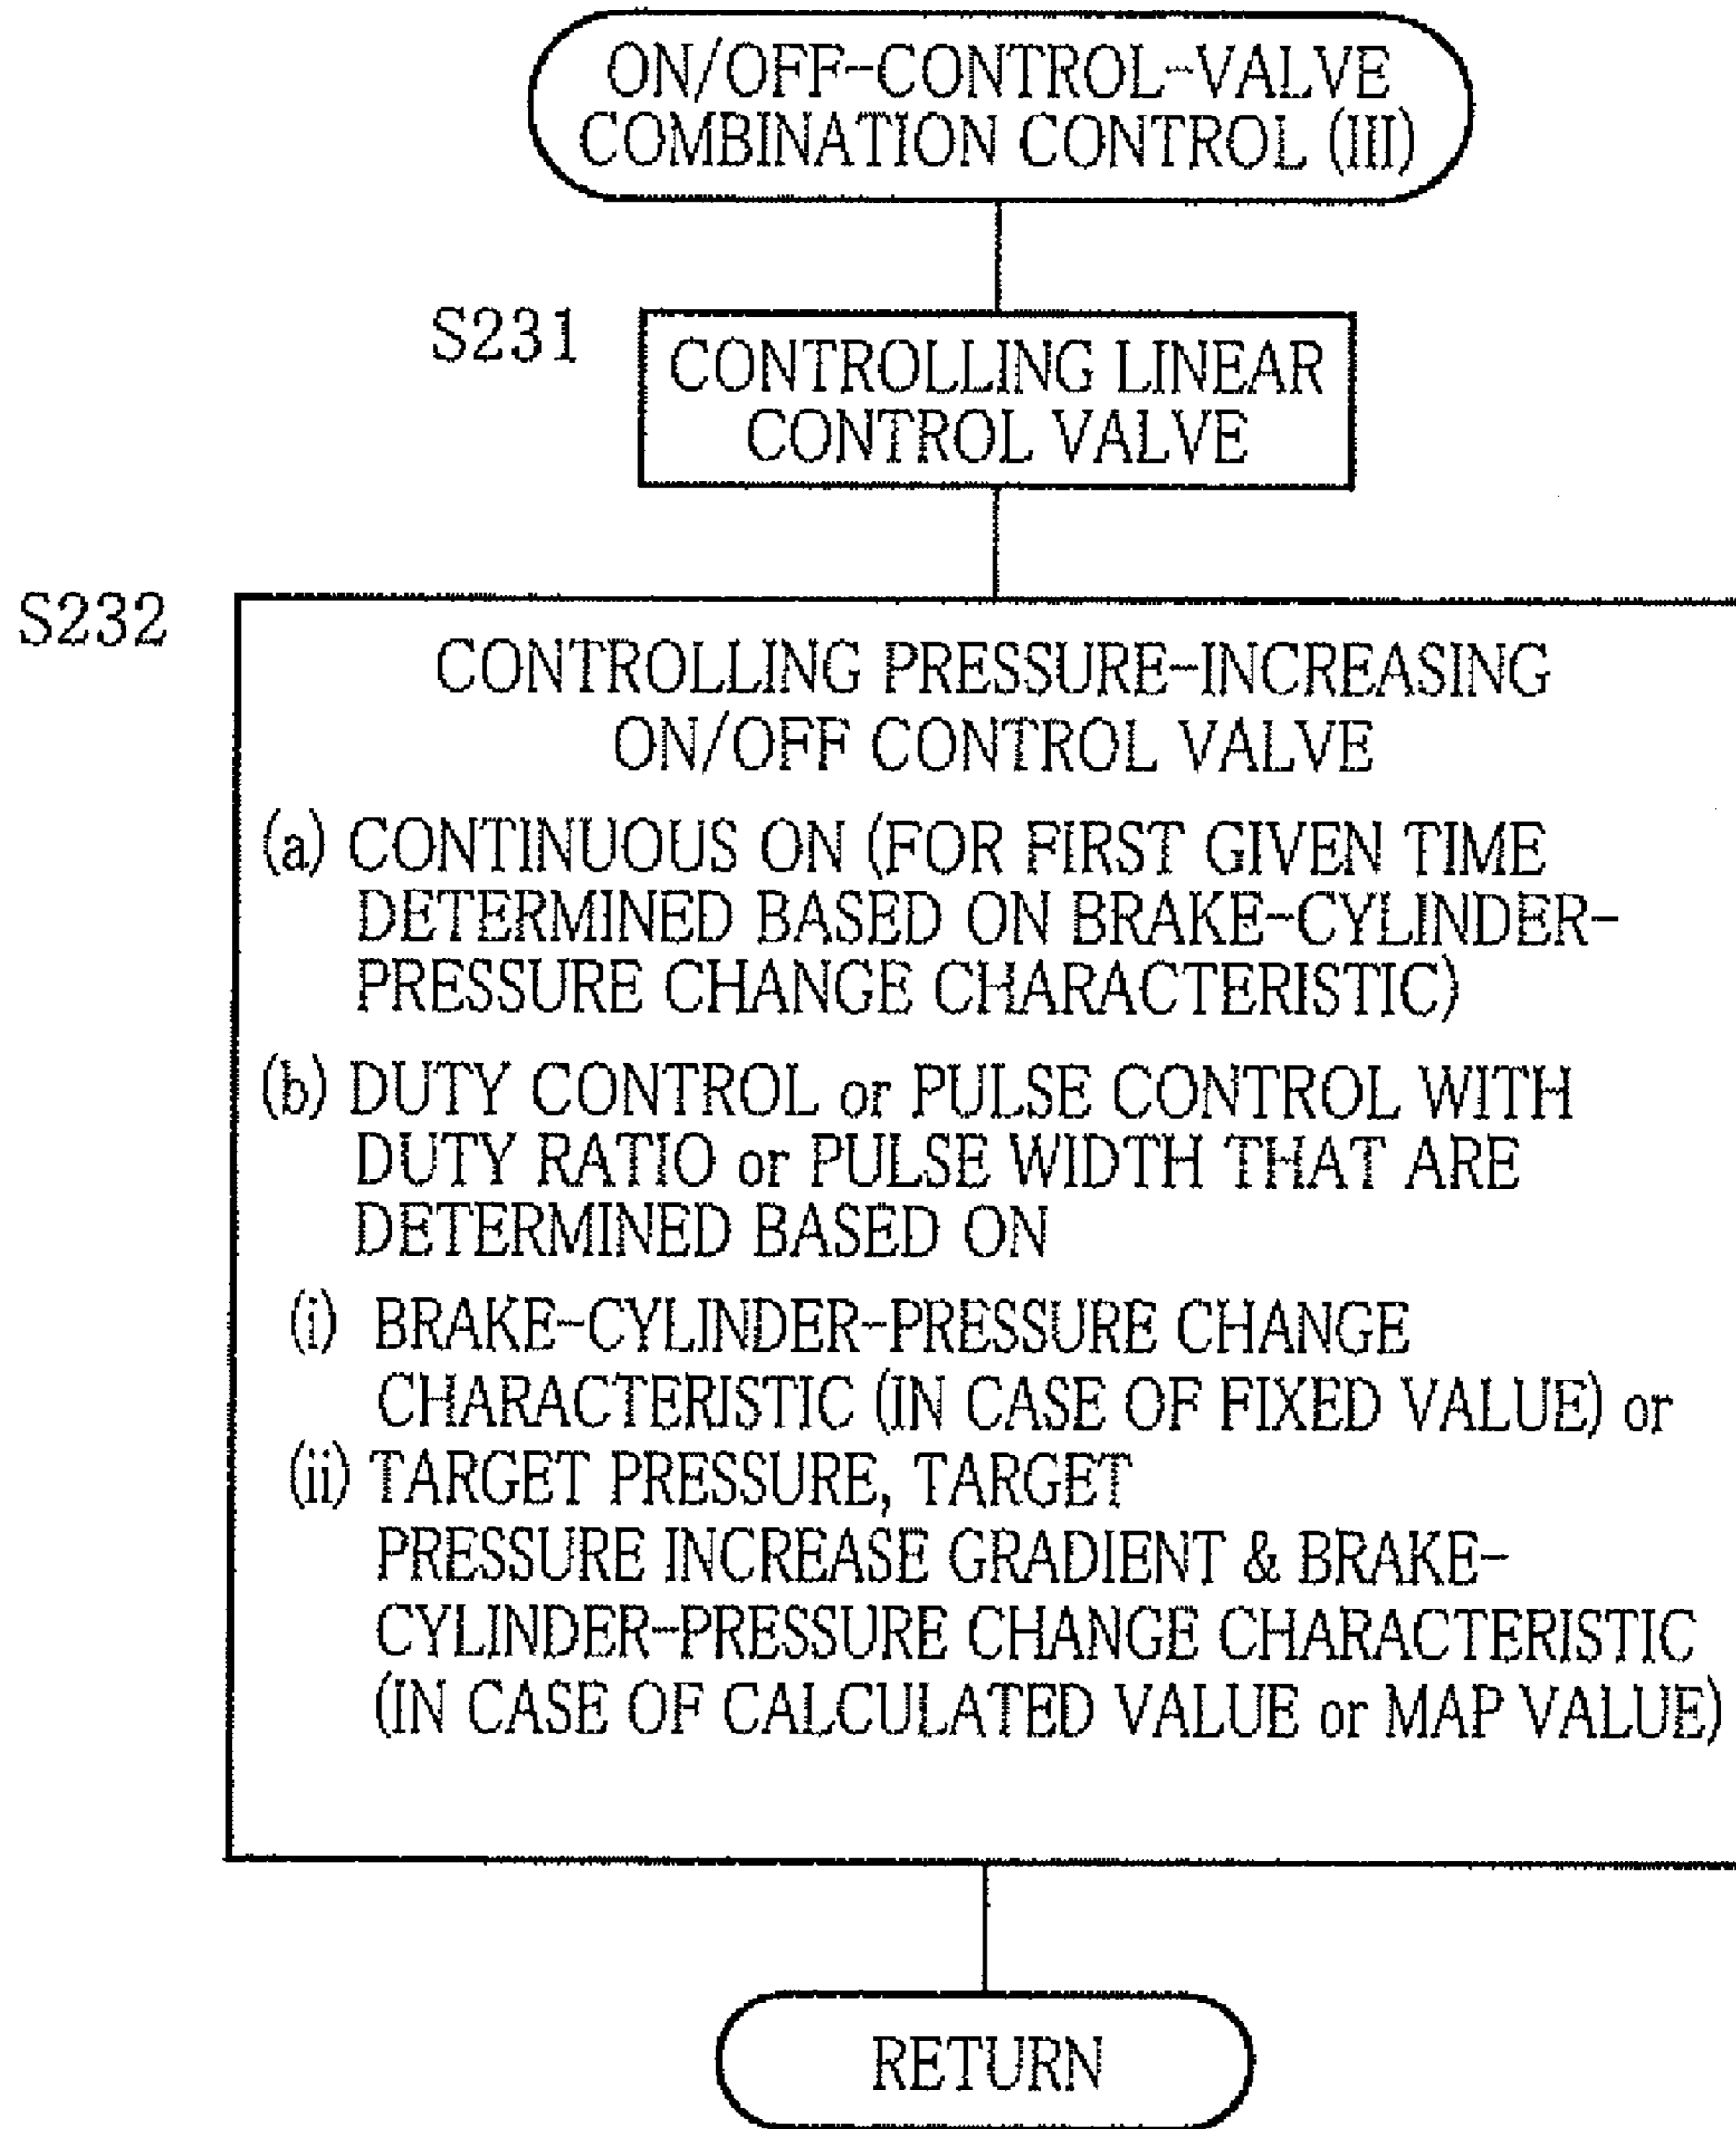 ON/OFF-CONTROL-VALVE
COMBINATION CONTROL (III)
S231
CONTROLLING LINEAR
CONTROL VALVE
S232
CONTROLLING PRESSURE-INCREASING
ON/OFF CONTROL VALVE
(a) CONTINUOUS ON (FOR FIRST GIVEN TIME
DETERMINED BASED ON BRAKE-CYLINDER-
PRESSURE CHANGE CHARACTERISTIC)
(b) DUTY CONTROL or PULSE CONTROL WITH
DUTY RATIO or PULSE WIDTH THAT ARE
DETERMINED BASED ON
(i) BRAKE-CYLINDER-PRESSURE CHANGE
CHARACTERISTIC (IN CASE OF FIXED VALUE) or
(ii) TARGET PRESSURE, TARGET
PRESSURE INCREASE GRADIENT & BRAKE-
CYLINDER-PRESSURE CHANGE CHARACTERISTIC
(IN CASE OF CALCULATED VALUE or MAP VALUE)
RETURN